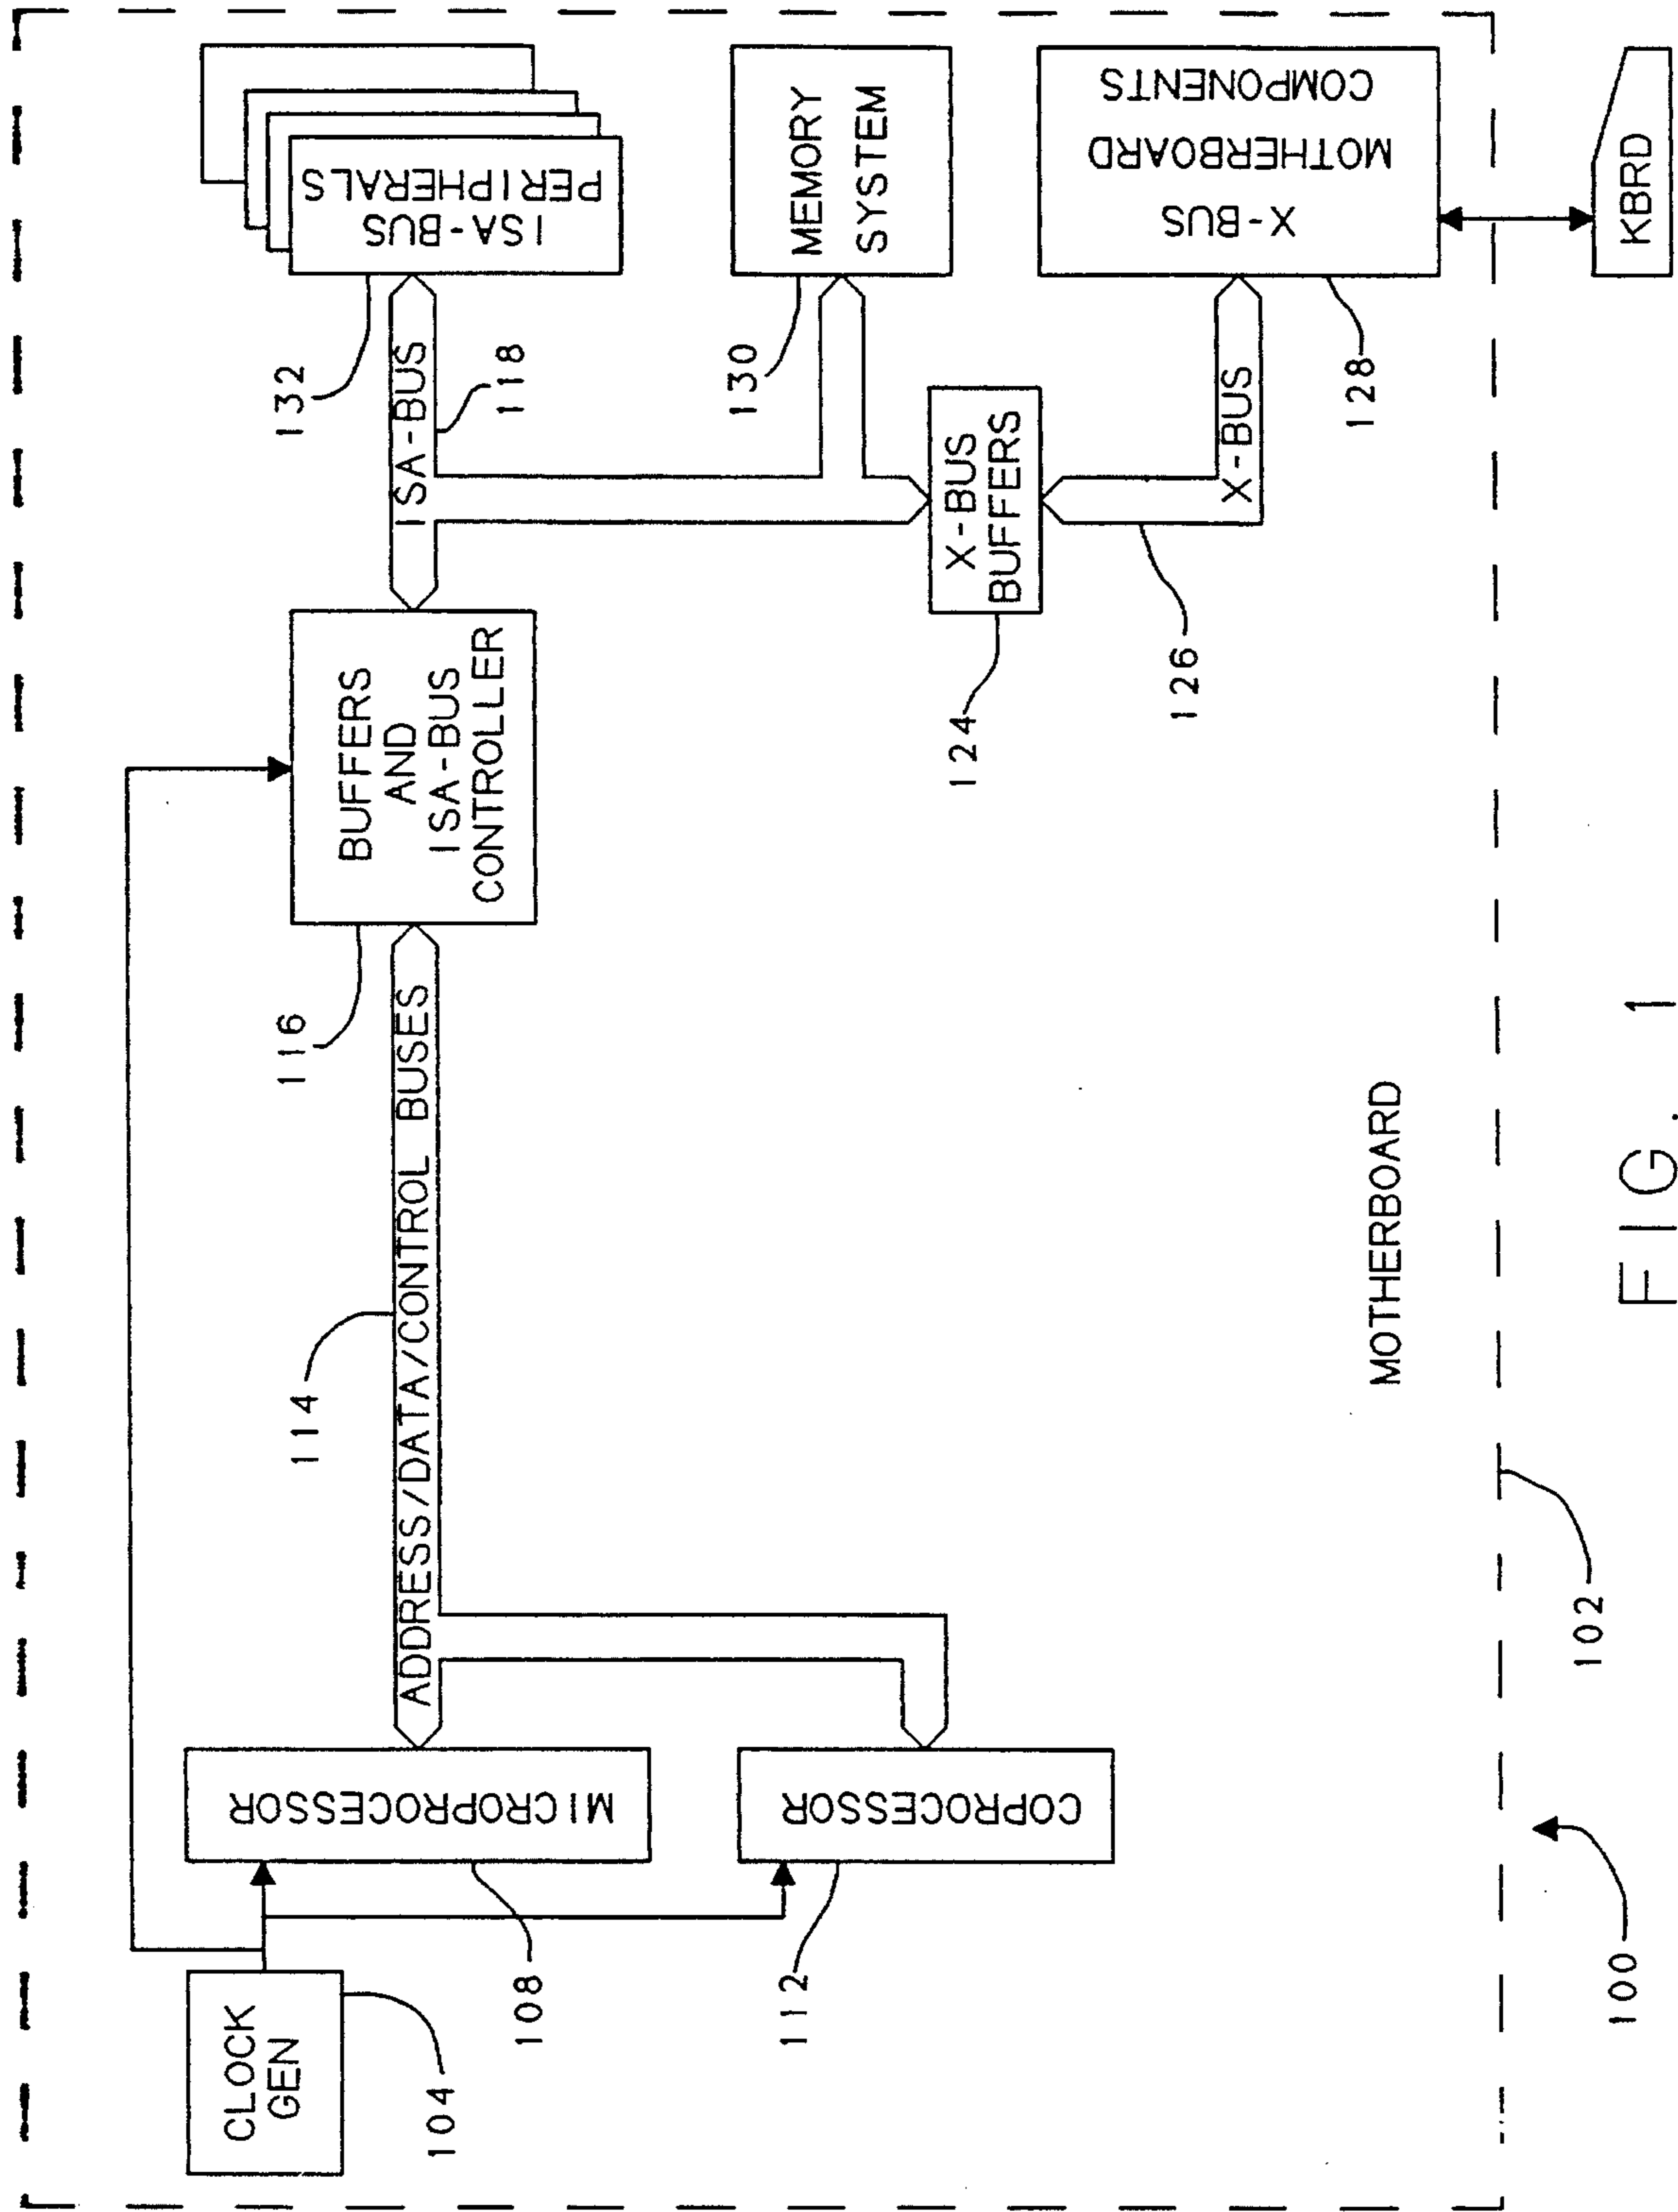 CLOCK
GEN
104
MICROPROCESSOR
108
COPROCESSOR
112
ADDRESS/DATA/CONTROL BUSES
114
BUFFERS
AND
ISA-BUS
CONTROLLER
116
ISA-BUS
118
ISA-BUS
PERIPHERALS
132
MEMORY
SYSTEM
130
X-BUS
BUFFERS
124
X-BUS
126
X-BUS
MOTHERBOARD
COMPONENTS
128
KBRD
MOTHERBOARD
102
100
FIG. 1